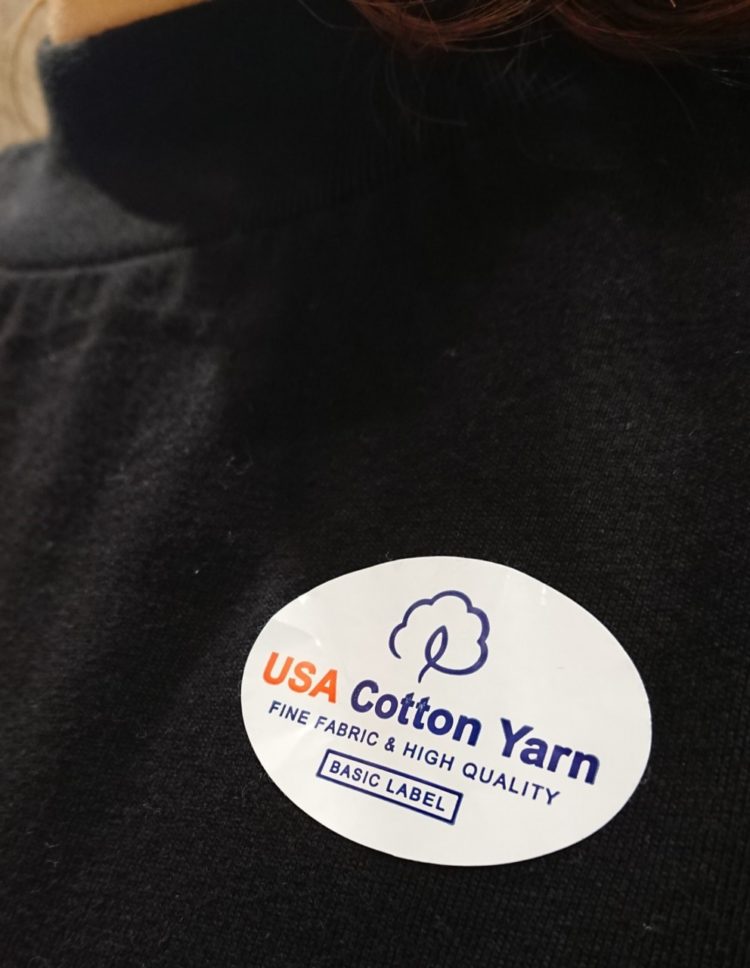 USA Cotton Yarn
FINE FABRIC & HIGH QUALITY
BASIC LABEL